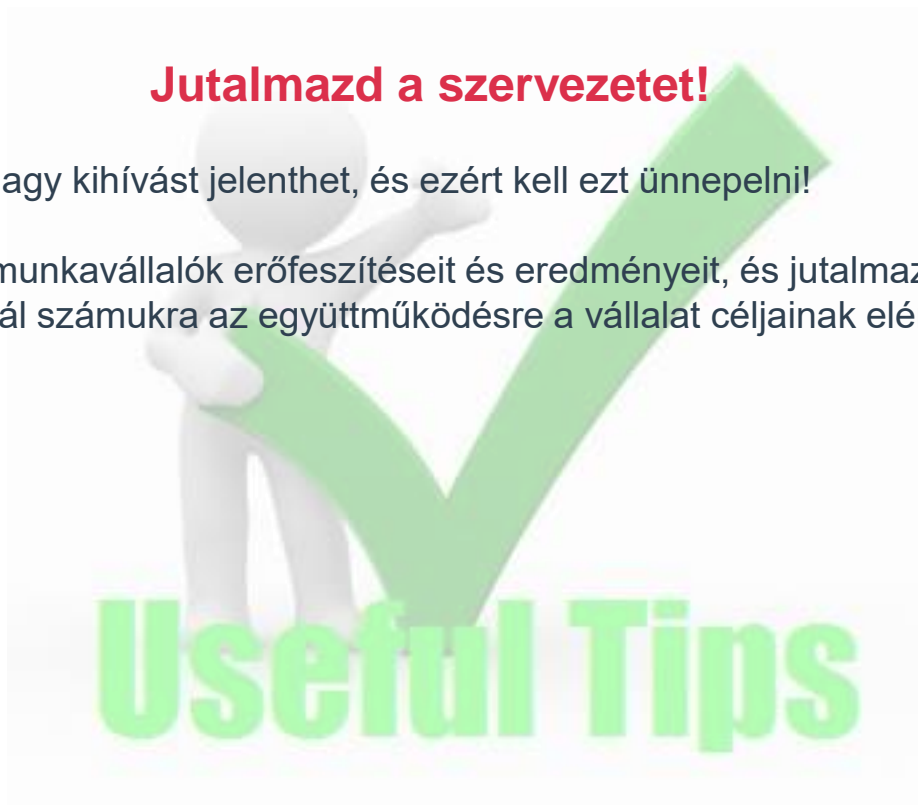 Jutalmazd a szervezetet!
agy kihívást jelenthet, és ezért kell ezt ünnepelni!
munkavállalók erőfeszítéseit és eredményeit, és jutalmaz
ál számukra az együttműködésre a vállalat céljainak elé
Useful Tips